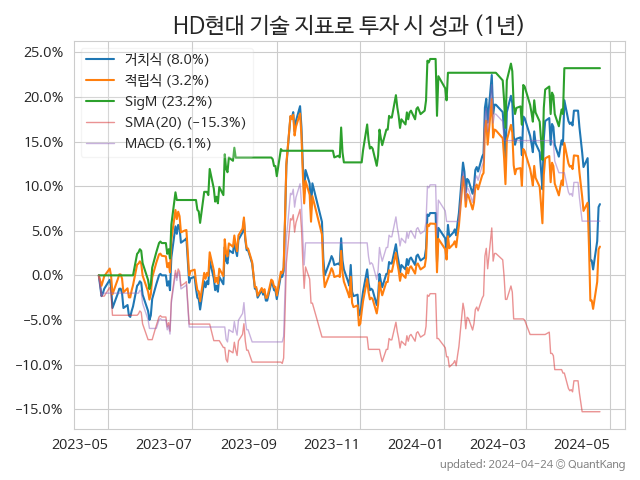 HD현대 기술 지표로 투자 시 성과 (1년)
25.0%
20.0%
15.0%
10.0%
5.0%
0.0%
−5.0%
−10.0%
−15.0%
거치식 (8.0%)
적립식 (3.2%)
SigM (23.2%)
SMA(20) (−15.3%)
MACD (6.1%)
2023-05
2023-07
2023-09
2023-11
2024-01
2024-03
2024-05
updated: 2024-04-24 @ QuantKang